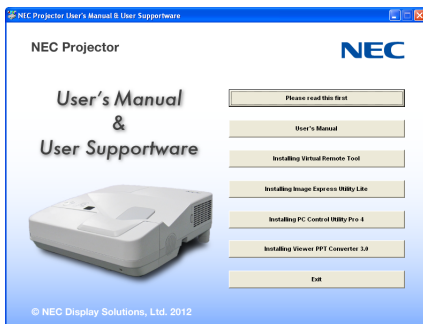 NEC Projector User's Manual & User Supportware
NEC Projector
NEC
User's Manual
&
User Supportware
Please read this first
User's Manual
Installing Virtual Remote Tool
Installing Image Express Utility Lite
Installing PC Control Utility Pro 4
Installing Viewer PPT Converter 3.0
Exit
© NEC Display Solutions, Ltd. 2012